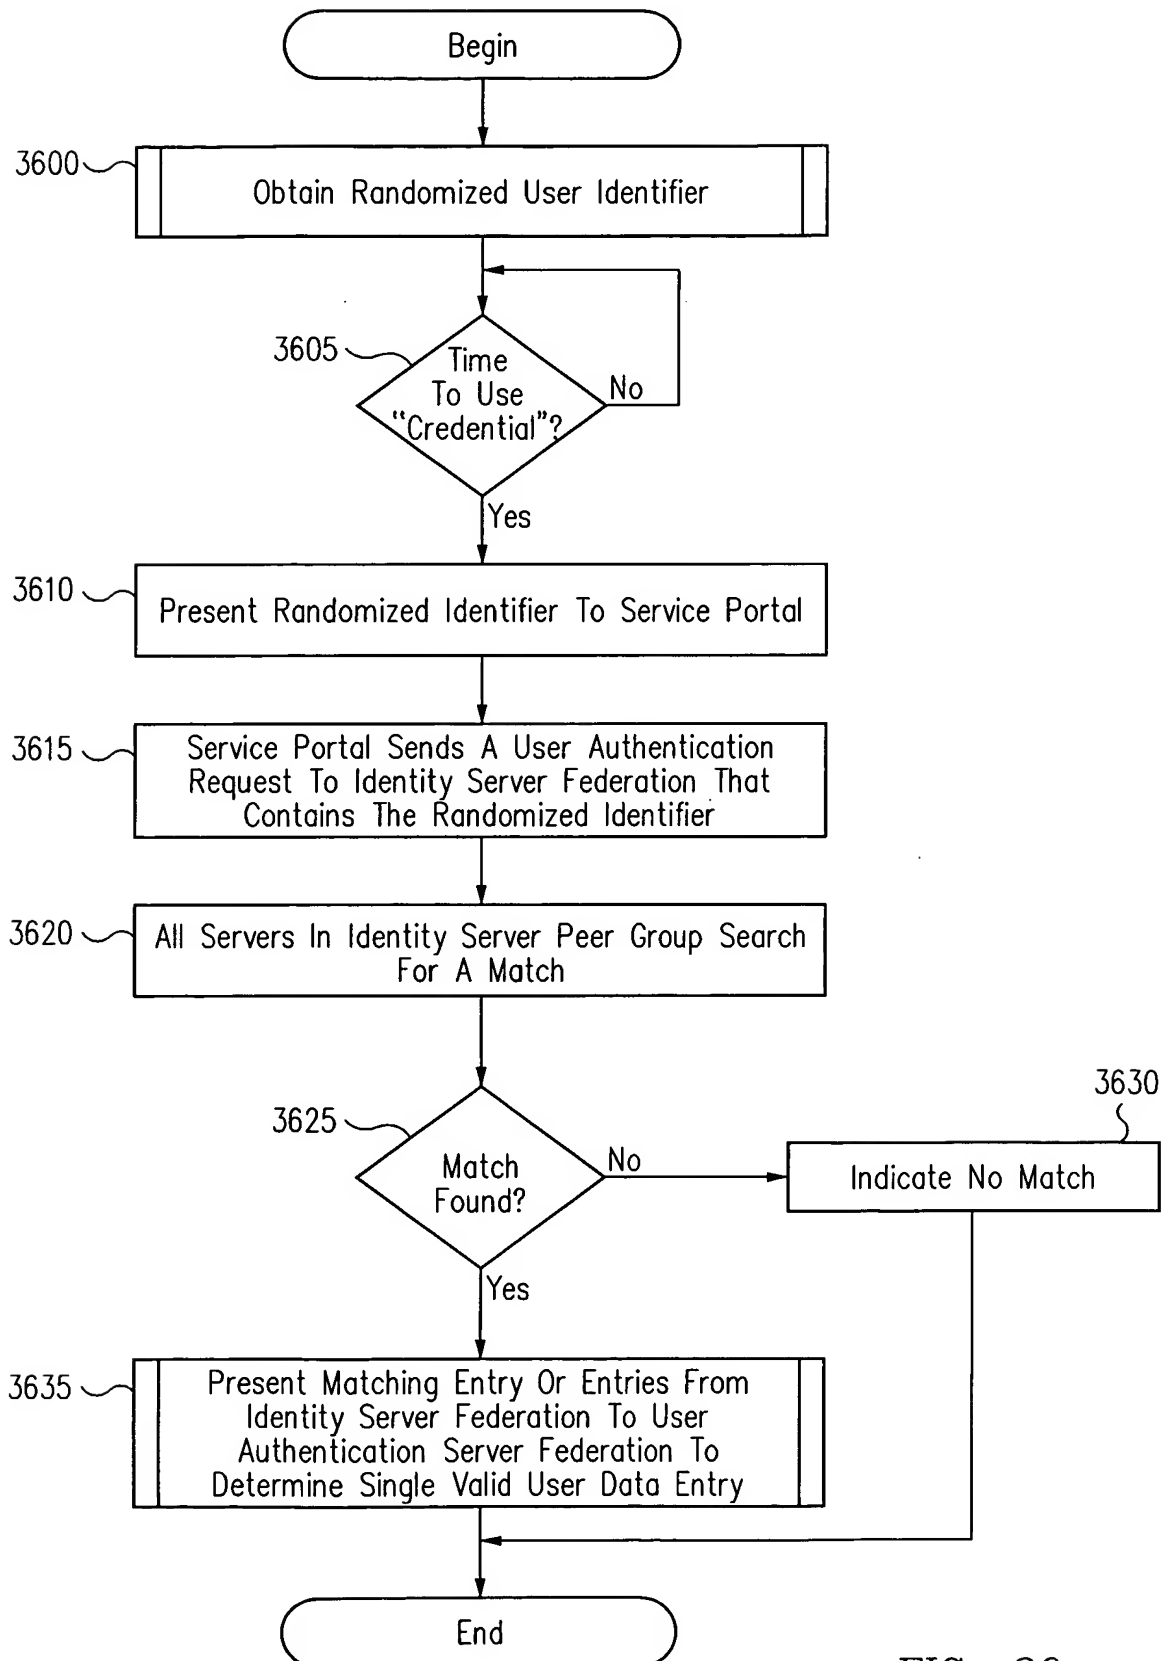 Begin
3600
Obtain Randomized User Identifier
3605
Time
To Use
“Credential”?
No
Yes
3610
Present Randomized Identifier To Service Portal
3615
Service Portal Sends A User Authentication
Request To Identity Server Federation That
Contains The Randomized Identifier
3620
All Servers In Identity Server Peer Group Search
For A Match
3630
3625
Match
Found?
No
Indicate No Match
Yes
3635
Present Matching Entry Or Entries From
Identity Server Federation To User
Authentication Server Federation To
Determine Single Valid User Data Entry
End